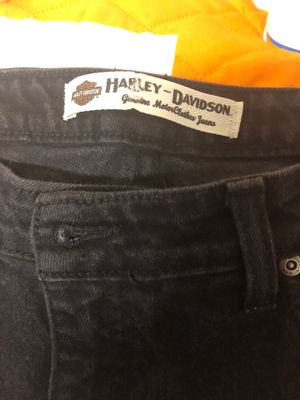 HARLEY-DAVIDSON
Genuine MotorClothes Jeans